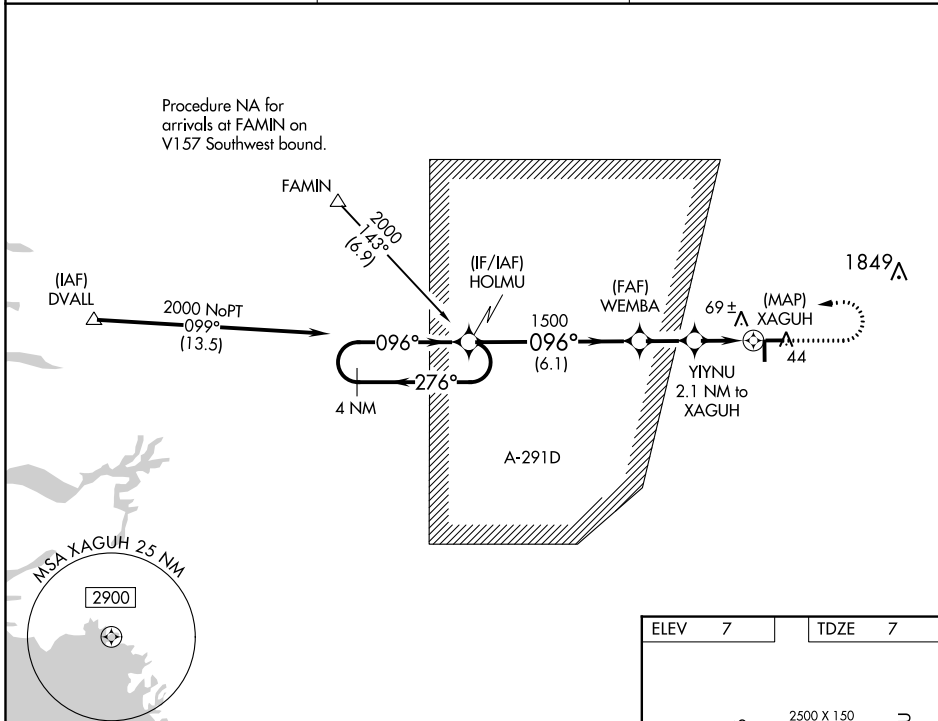 Procedure NA for
arrivals at FAMIN on
V157 Southwest bound.
FAMIN
2000
143°
(6.9)
(IAF)
DVALL
2000 NoPT
099°
(13.5)
(IF/IAF)
HOLMU
096°
276°
4 NM
1500
096°
(6.1)
(FAF)
WEMBA
YIYNU
2.1 NM to
XAGUH
69 ±
(MAP)
XAGUH
44
1849
A-291D
MSA XAGUH 25 NM
2900
ELEV 7
TDZE 7
2500 X 150